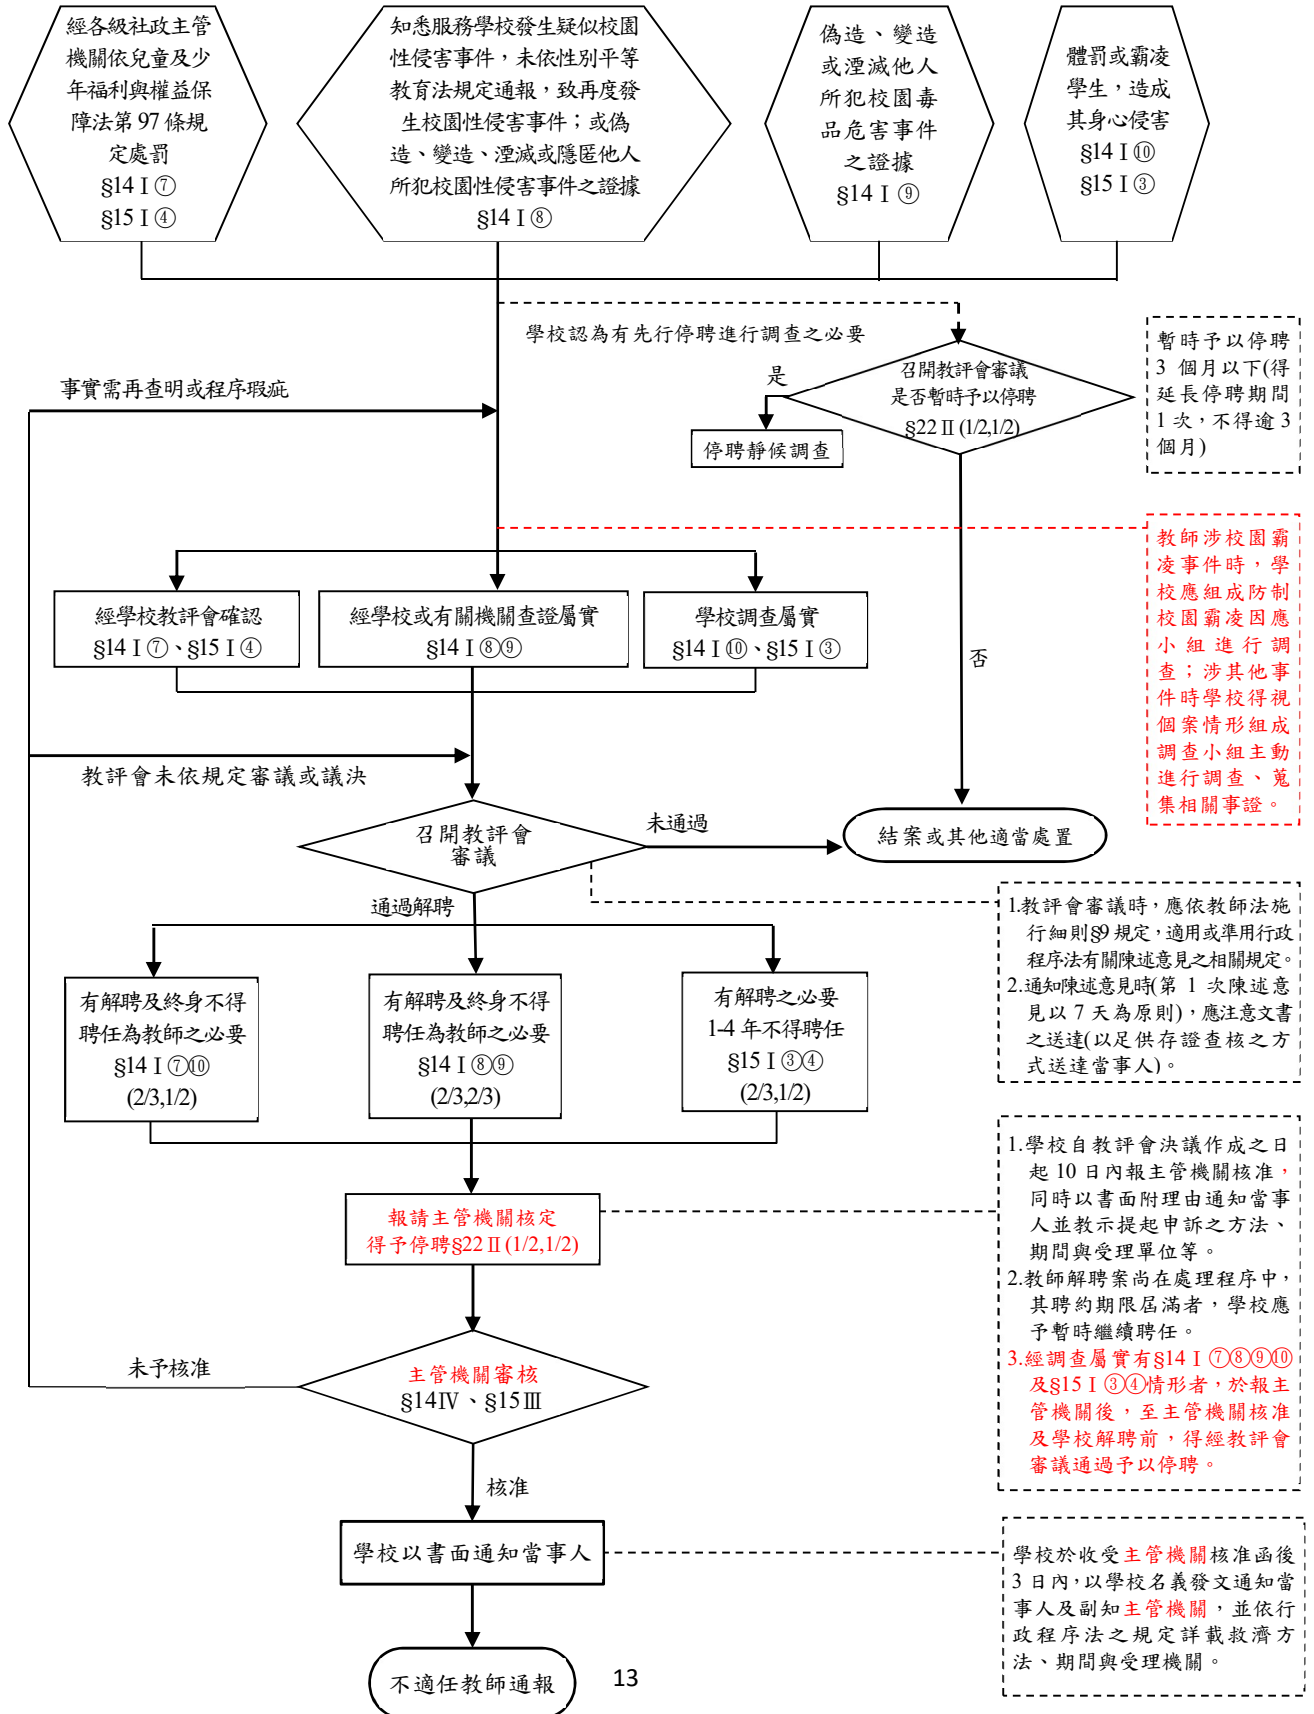 經各級社政主管
機關依兒童及少
年福利與權益保
障法第 97 條規
定處罰
§14 I ⑦
§15 I ④
知悉服務學校發生疑似校園
性侵害事件，未依性別平等
教育法規定通報，致再度發
生校園性侵害事件；或偽
造、變造、湮滅或隱匿他人
所犯校園性侵害事件之證據
§14 I ⑧
偽造、變造
或湮滅他人
所犯校園毒
品危害事件
之證據
§14 I ⑨
體罰或霸凌
學生，造成
其身心侵害
§14 I ⑩
§15 I ③
學校認為有先行停聘進行調查之必要
召開教評會審議
是否暫時予以停聘
§22 II (1/2,1/2)
是
停聘靜候調查
否
暫時予以停聘
3 個月以下(得
延長停聘期間
1 次，不得逾 3
個月)
事實需再查明或程序瑕疵
教師涉校園霸
凌事件時，學
校應組成防制
校園霸凌因應
小組進行調
查；涉其他事
件時學校得視
個案情形組成
調查小組主動
進行調查、蒐
集相關事證。
經學校教評會確認
§14 I ⑦、§15 I ④
經學校或有關機關查證屬實
§14 I ⑧⑨
學校調查屬實
§14 I ⑩、§15 I ③
教評會未依規定審議或議決
召開教評會
審議
未通過
結案或其他適當處置
通過解聘
1.教評會審議時，應依教師法施
行細則§9 規定，適用或準用行政
程序法有關陳述意見之相關規定。
2.通知陳述意見時(第 1 次陳述意
見以 7 天為原則)，應注意文書
之送達(以足供存證查核之方
式送達當事人)。
有解聘及終身不得
聘任為教師之必要
§14 I ⑦⑩
(2/3,1/2)
有解聘及終身不得
聘任為教師之必要
§14 I ⑧⑨
(2/3,2/3)
有解聘之必要
1-4 年不得聘任
§15 I ③④
(2/3,1/2)
報請主管機關核定
得予停聘§22 II (1/2,1/2)
1.學校自教評會決議作成之日
起 10 日內報主管機關核准，
同時以書面附理由通知當事
人並教示提起申訴之方法、
期間與受理單位等。
2.教師解聘案尚在處理程序中，
其聘約期限屆滿者，學校應
予暫時繼續聘任。
3.經調查屬實有§14 I ⑦⑧⑨⑩
及§15 I ③④情形者，於報主
管機關後，至主管機關核准
及學校解聘前，得經教評會
審議通過予以停聘。
未予核准
主管機關審核
§14IV、§15III
核准
學校以書面通知當事人
學校於收受主管機關核准函後
3 日內，以學校名義發文通知當
事人及副知主管機關，並依行
政程序法之規定詳載救濟方
法、期間與受理機關。
不適任教師通報
13